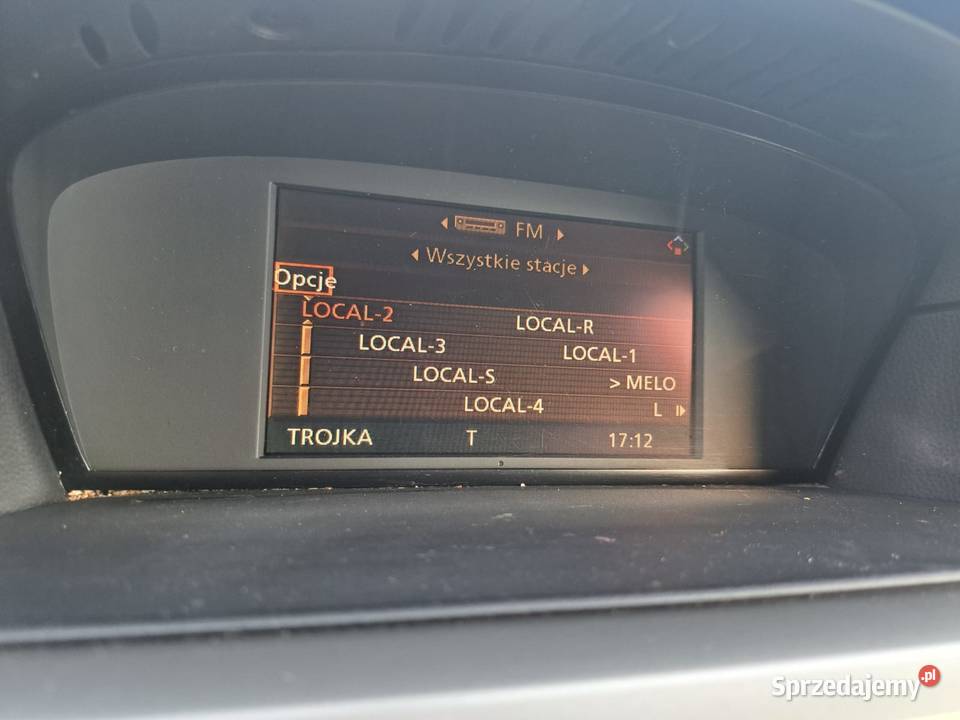 FM
Wszystkie stacje
Opcje
LOCAL-2 LOCAL-R
LOCAL-3 LOCAL-1
LOCAL-S > MELO
LOCAL-4 L
TROJKA T 17:12
Sprzedajemy.pl